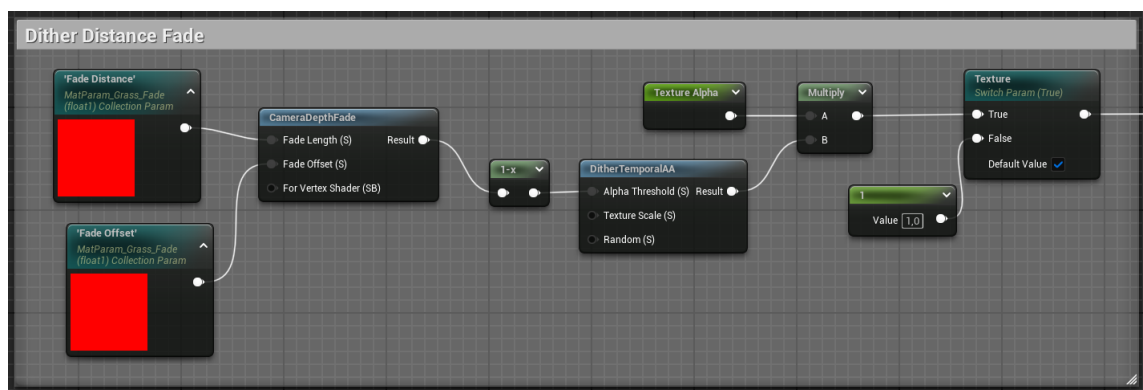 Dither Distance Fade
'Fade Distance'
MatParam_Grass_Fade
(float1) Collection Param
CameraDepthFade
Fade Length (S)
Result
Fade Offset (S)
For Vertex Shader (SB)
'Fade Offset'
MatParam_Grass_Fade
(float1) Collection Param
1-x
DitherTemporalAA
Alpha Threshold (S)
Result
Texture Scale (S)
Random (S)
Texture Alpha
Multiply
A
B
1
Value
1,0
Texture
Switch Param (True)
True
False
Default Value